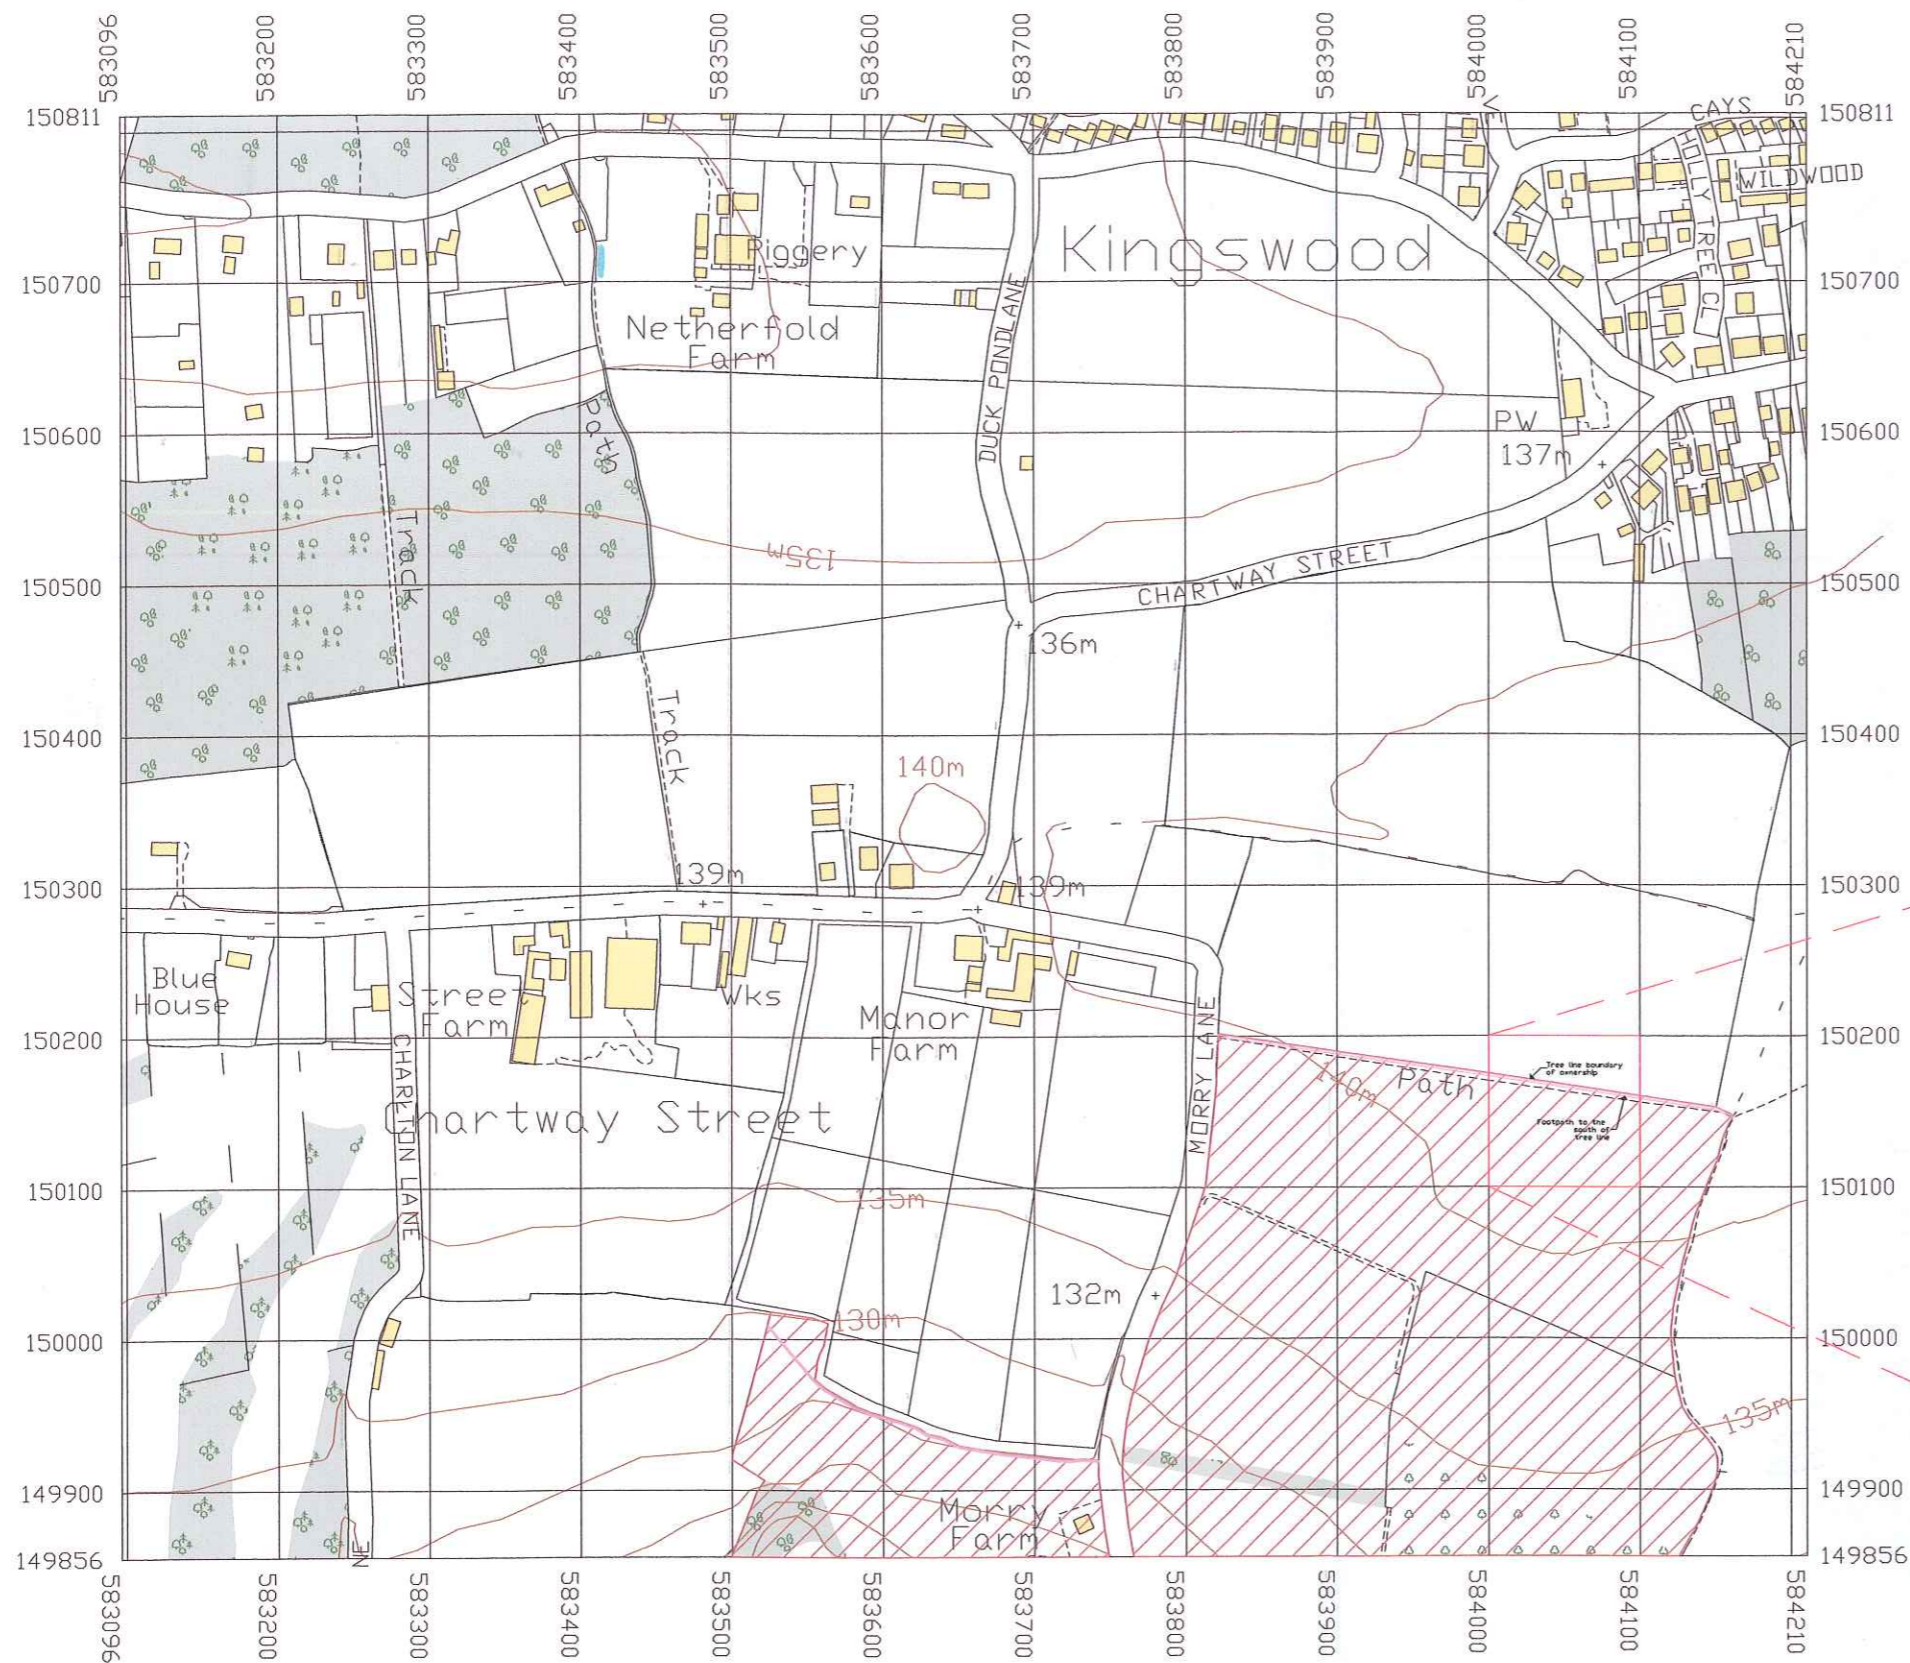 583096
583200
583300
583400
583500
583600
583700
583800
583900
584000
584100
584210
150811
150811
CAYS
HOLLY TREE CL
WILDWOOD
Kingswood
Piggery
150700
150700
Netherfold
Farm
DUCK PONDLANE
Path
PW
137m
150600
150600
Track
135m
CHARTWAY STREET
150500
150500
136m
Track
150400
150400
140m
139m
139m
150300
150300
Blue
House
Street
Farm
Wks
Manor
Farm
MORRY LANE
150200
150200
CHARLTON LANE
140m
Path
Tree line boundary
of ownership
Footpath to the
south of
tree line
Chartway Street
150100
150100
135m
132m
130m
150000
150000
135m
149900
149900
Morry
Farm
NE
149856
149856
583096
583200
583300
583400
583500
583600
583700
583800
583900
584000
584100
584210